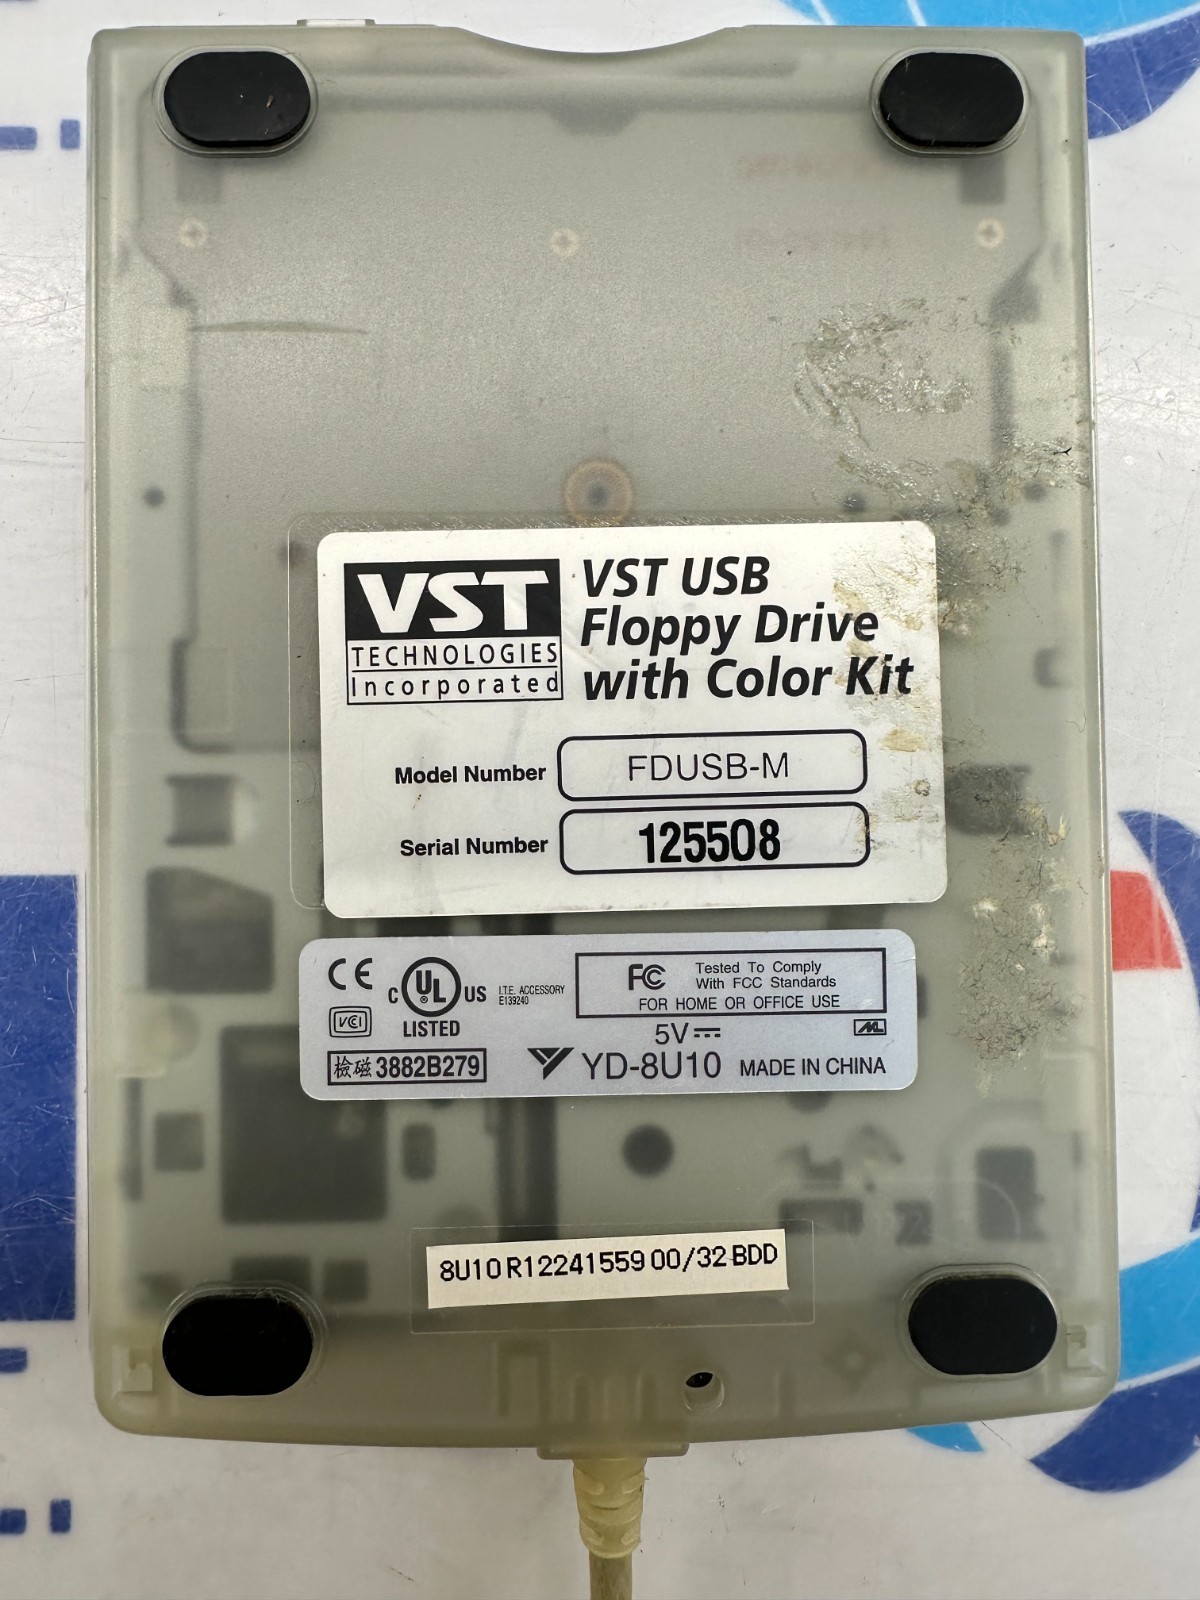 VST
TECHNOLOGIES
Incorporated
VST USB
Floppy Drive
with Color Kit
Model Number FDUSB-M
Serial Number 125508
CE
C UL US
®
LISTED
I.T.E. ACCESSORY
E139240
FC Tested To Comply
With FCC Standards
FOR HOME OR OFFICE USE
VCI
檢磁 3882B279
5V
YD-8U10 MADE IN CHINA
8U10 R12241559 00/32 BDD